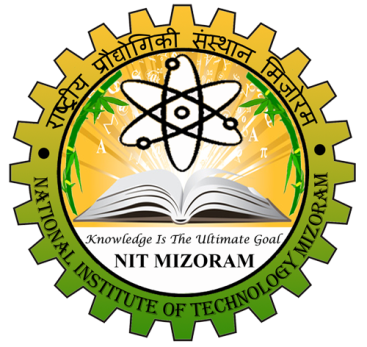 राष्ट्रीय प्रौद्योगिकी संस्थान मिज़ोरम
A
A
π
Knowledge Is The Ultimate Goal
NIT MIZORAM
NATIONAL INSTITUTE OF TECHNOLOGY MIZORAM